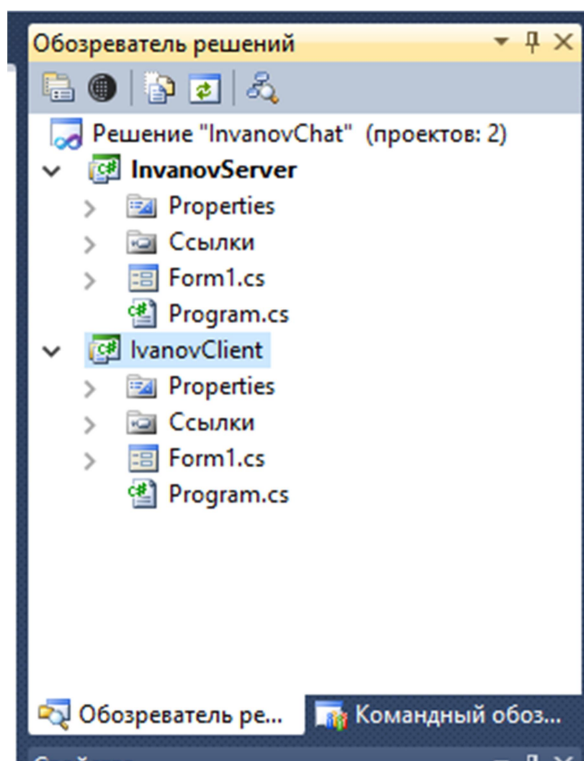 Обозреватель решений
Решение "InvanovChat" (проектов: 2)
InvanovServer
Properties
Ссылки
Form1.cs
Program.cs
IvanovClient
Properties
Ссылки
Form1.cs
Program.cs
Обозреватель ре... Командный обоз...